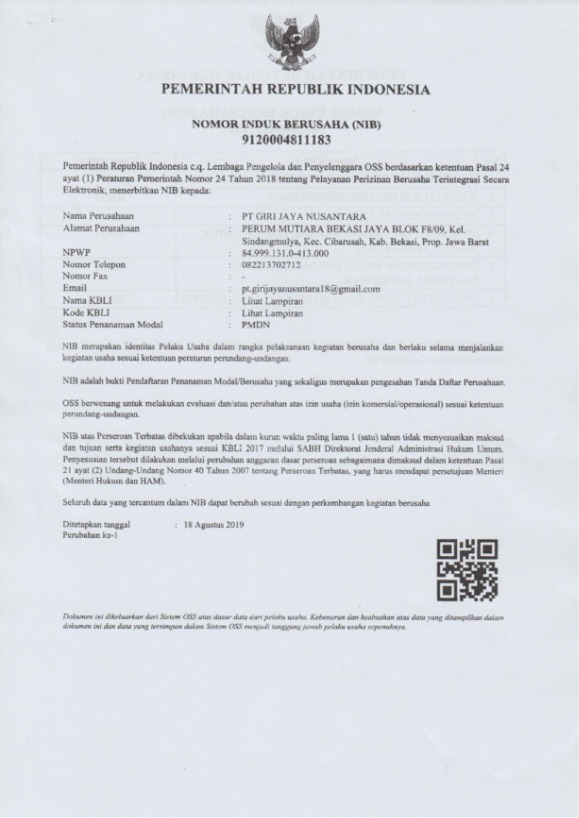 PEMERINTAH REPUBLIK INDONESIA
NOMOR INDUK BERUSAHA (NIB)
9120004811183
Pemerintah Republik Indonesia c.q. Lembaga Pengelola dan Penyelenggara OSS berdasarkan ketentuan Pasal 24
ayat (1) Peraturan Pemerintah Nomor 24 Tahun 2018 tentang Pelayanan Perizinan Berusaha Terintegrasi Secara
Elektronik, menerbitkan NIB kepada:
Nama Perusahaan : PT GIRI JAYA NUSANTARA
Alamat Perusahaan : PERUM MUTIARA BEKASI JAYA BLOK F8/09, Kel.
Sindangmulya, Kec. Cibarusah, Kab. Bekasi, Prop. Jawa Barat
NPWP : 84.999.131.0-413.000
Nomor Telepon : 082213702712
Nomor Fax : -
Email : pt.girijayanusantara18@gmail.com
Nama KBLI : Lihat Lampiran
Kode KBLI : Lihat Lampiran
Status Penanaman Modal : PMDN
NIB merupakan identitas Pelaku Usaha dalam rangka pelaksanaan kegiatan berusaha dan berlaku selama menjalankan
kegiatan usaha sesuai ketentuan peraturan perundang-undangan.
NIB adalah bukti Pendaftaran Penanaman Modal/Berusaha yang sekaligus merupakan pengesahan Tanda Daftar Perusahaan.
OSS berwenang untuk melakukan evaluasi dan/atau perubahan atas izin usaha (izin komersial/operasional) sesuai ketentuan
perundang-undangan.
NIB atas Perseroan Terbatas dibekukan apabila dalam kurun waktu paling lama 1 (satu) tahun tidak menyesuaikan maksud
dan tujuan serta kegiatan usahanya sesuai KBLI 2017 melalui SABH Direktorat Jenderal Administrasi Hukum Umum.
Penyesuaian tersebut dilakukan melalui perubahan anggaran dasar perseroan sebagaimana dimaksud dalam ketentuan Pasal
21 ayat (2) Undang-Undang Nomor 40 Tahun 2007 tentang Perseroan Terbatas, yang harus mendapat persetujuan Menteri
(Menteri Hukum dan HAM).
Seluruh data yang tercantum dalam NIB dapat berubah sesuai dengan perkembangan kegiatan berusaha
Ditetapkan tanggal : 18 Agustus 2019
Perubahan ke-1
Dokumen ini dikeluarkan dari Sistem OSS atas dasar data dari pelaku usaha. Kebenaran dan keabsahan atas data yang ditampilkan dalam
dokumen ini dan data yang tersimpan dalam Sistem OSS menjadi tanggung jawab pelaku usaha sepenuhnya.